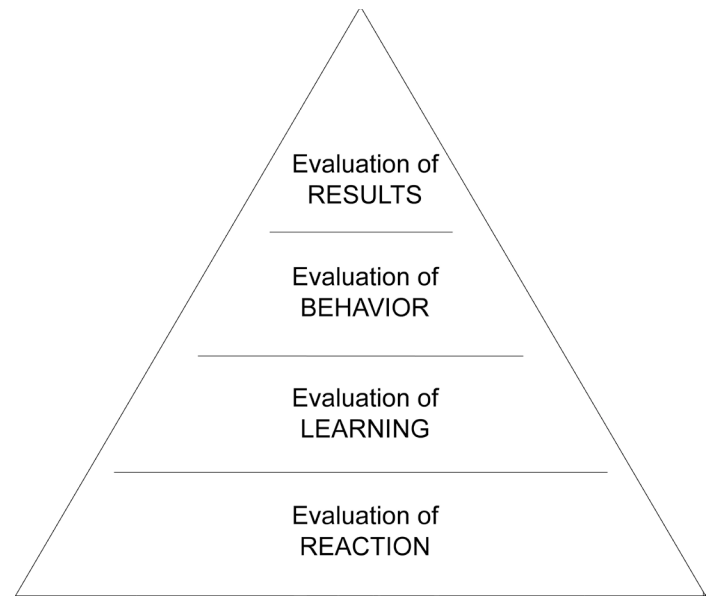 Evaluation of
RESULTS
Evaluation of
BEHAVIOR
Evaluation of
LEARNING
Evaluation of
REACTION